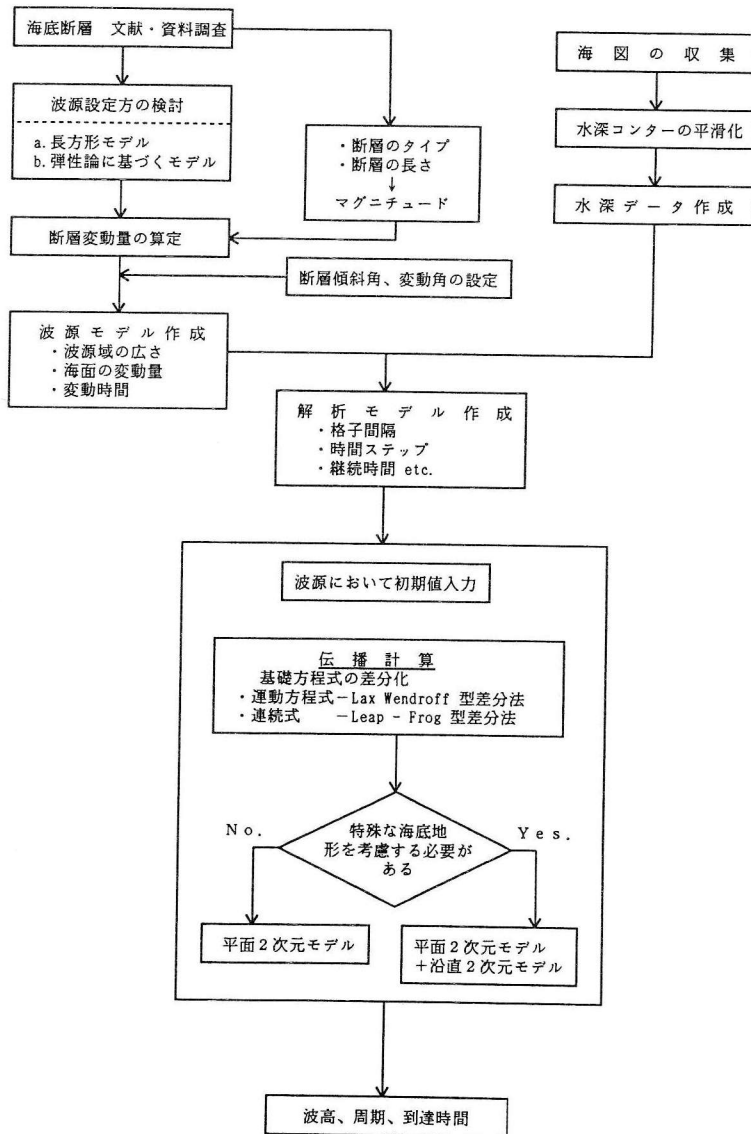 海底断層 文献・資料調査
波源設定方の検討
a.長方形モデル
b.弾性論に基づくモデル
・断層のタイプ
・断層の長さ
↓
マグニチュード
断層変動量の算定
断層傾斜角、変動角の設定
波源モデル作成
・波源域の広さ
・海面の変動量
・変動時間
海図の収集
水深コンターの平滑化
水深データ作成
解析モデル作成
・格子間隔
・時間ステップ
・継続時間 etc.
波源において初期値入力
伝播計算
基礎方程式の差分化
・運動方程式－Lax Wendroff 型差分法
・連続式 －Leap - Frog 型差分法
特殊な海底地
形を考慮する必要が
ある
No.
Yes.
平面2次元モデル
平面2次元モデル
+沿直2次元モデル
波高、周期、到達時間